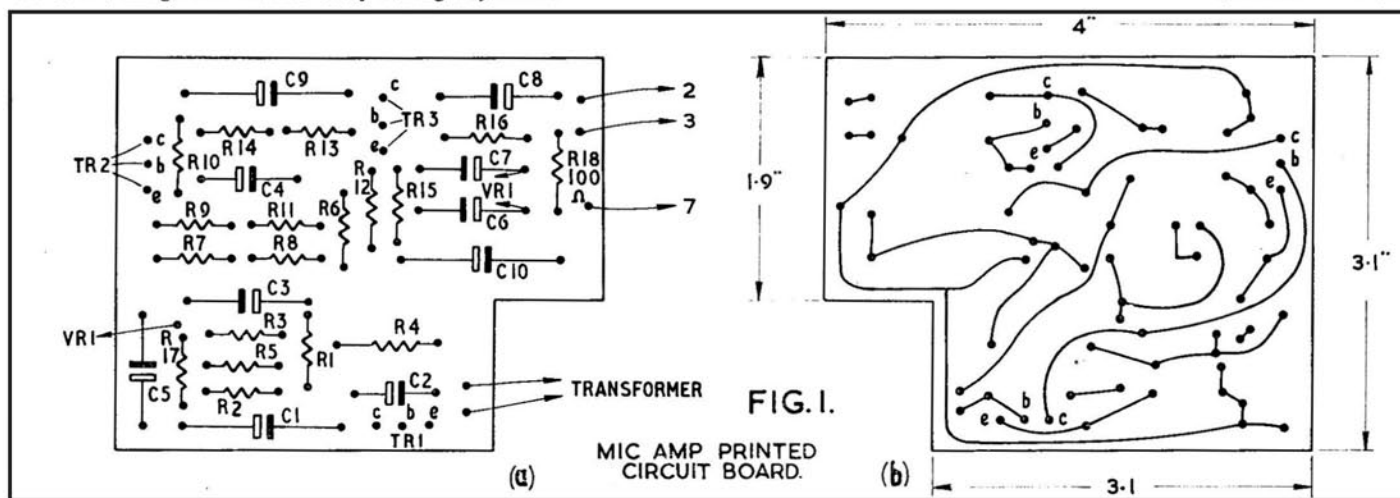 C9
C8
c
b
e
TR3
2
3
R14
R13
R16
c
b
e
TR2
R10
C4
C7
VR1
C6
R18
100
Ω
7
R
12
R15
R6
R9
R11
R7
R8
C10
C3
VR1
R
17
R3
R5
R2
R1
R4
C5
C1
C2
c b e
TR1
TRANSFORMER
(a)
4"
1·9"
3·1"
3·1
c
b
e
c
b
e
e b c
FIG.1.
MIC AMP PRINTED
CIRCUIT BOARD.
(b)